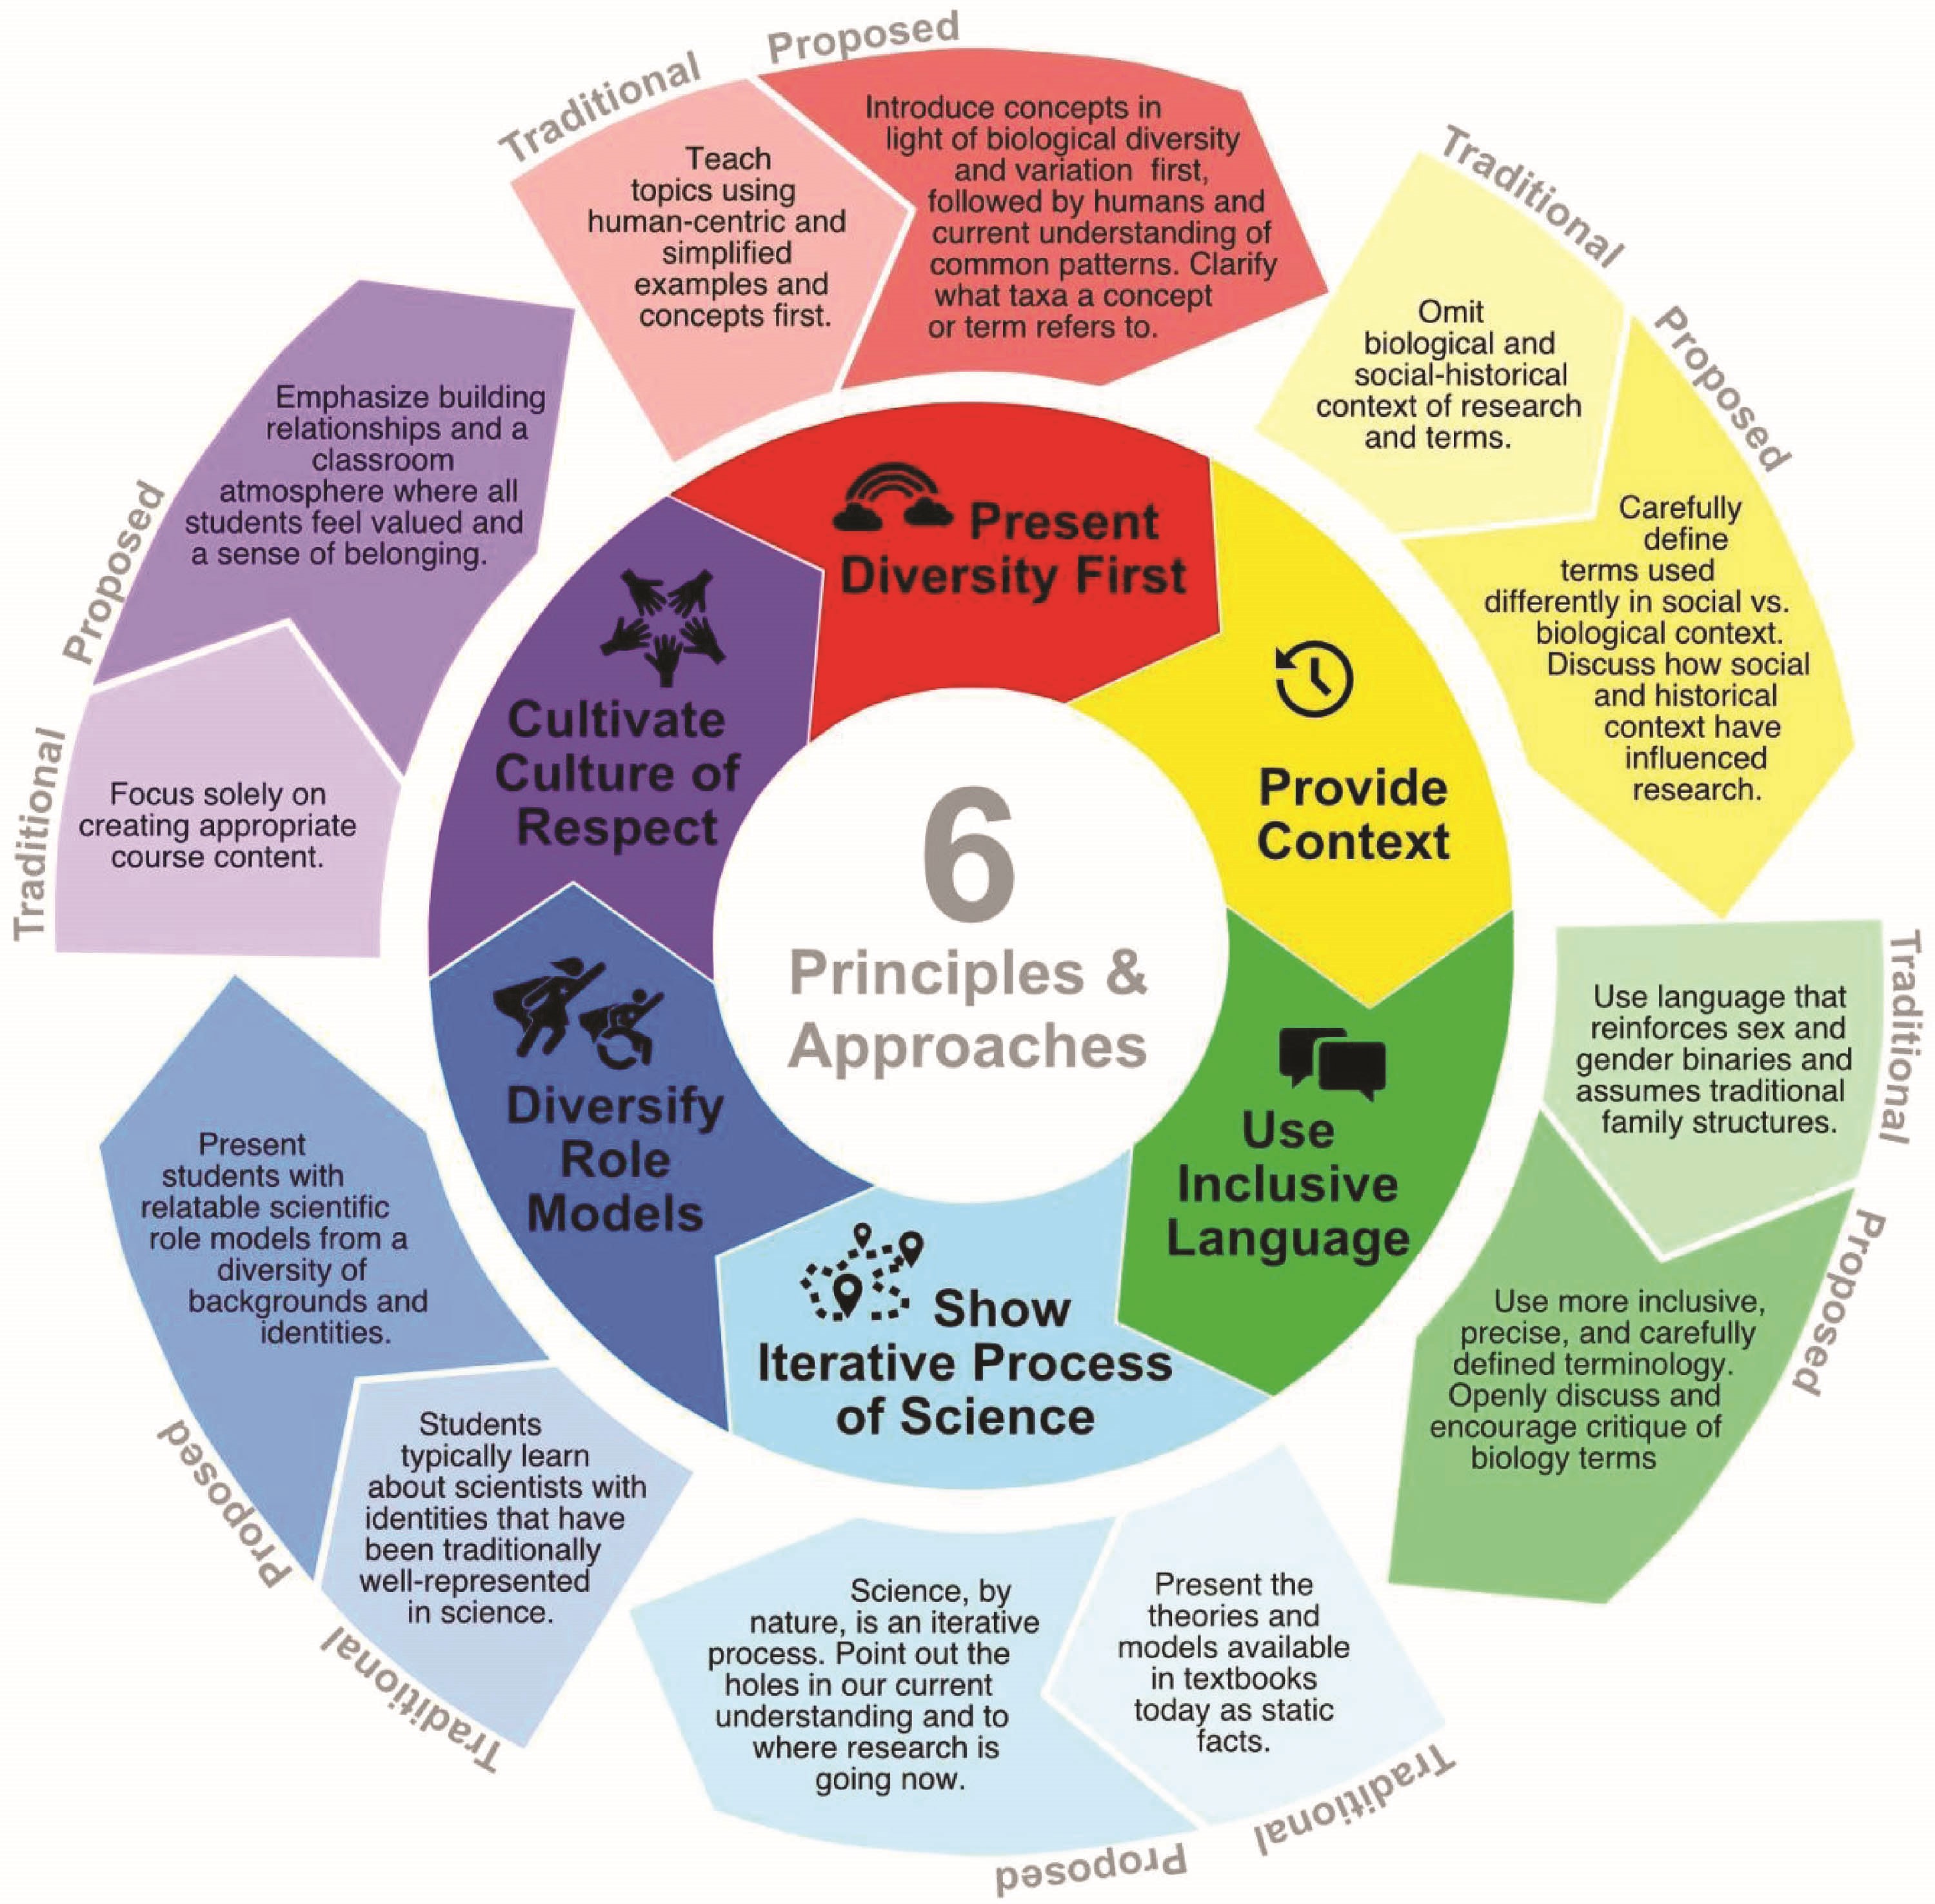 6
Principles &
Approaches
Present
Diversity First
Traditional
Teach
topics using
human-centric and
simplified
examples and
concepts first.
Proposed
Introduce concepts in
light of biological diversity
and variation first,
followed by humans and
current understanding of
common patterns. Clarify
what taxa a concept
or term refers to.
Provide
Context
Traditional
Omit
biological and
social-historical
context of research
and terms.
Proposed
Carefully
define
terms used
differently in social vs.
biological context.
Discuss how social
and historical
context have
influenced
research.
Use
Inclusive
Language
Traditional
Use language that
reinforces sex and
gender binaries and
assumes traditional
family structures.
Proposed
Use more inclusive,
precise, and carefully
defined terminology.
Openly discuss and
encourage critique of
biology terms
Show
Iterative Process
of Science
Traditional
Present the
theories and
models available
in textbooks
today as static
facts.
Proposed
Science, by
nature, is an iterative
process. Point out the
holes in our current
understanding and to
where research is
going now.
Diversify
Role
Models
Traditional
Students
typically learn
about scientists with
identities that have
been traditionally
well-represented
in science.
Proposed
Present
students with
relatable scientific
role models from a
diversity of
backgrounds and
identities.
Cultivate
Culture of
Respect
Traditional
Focus solely on
creating appropriate
course content.
Proposed
Emphasize building
relationships and a
classroom
atmosphere where all
students feel valued and
a sense of belonging.